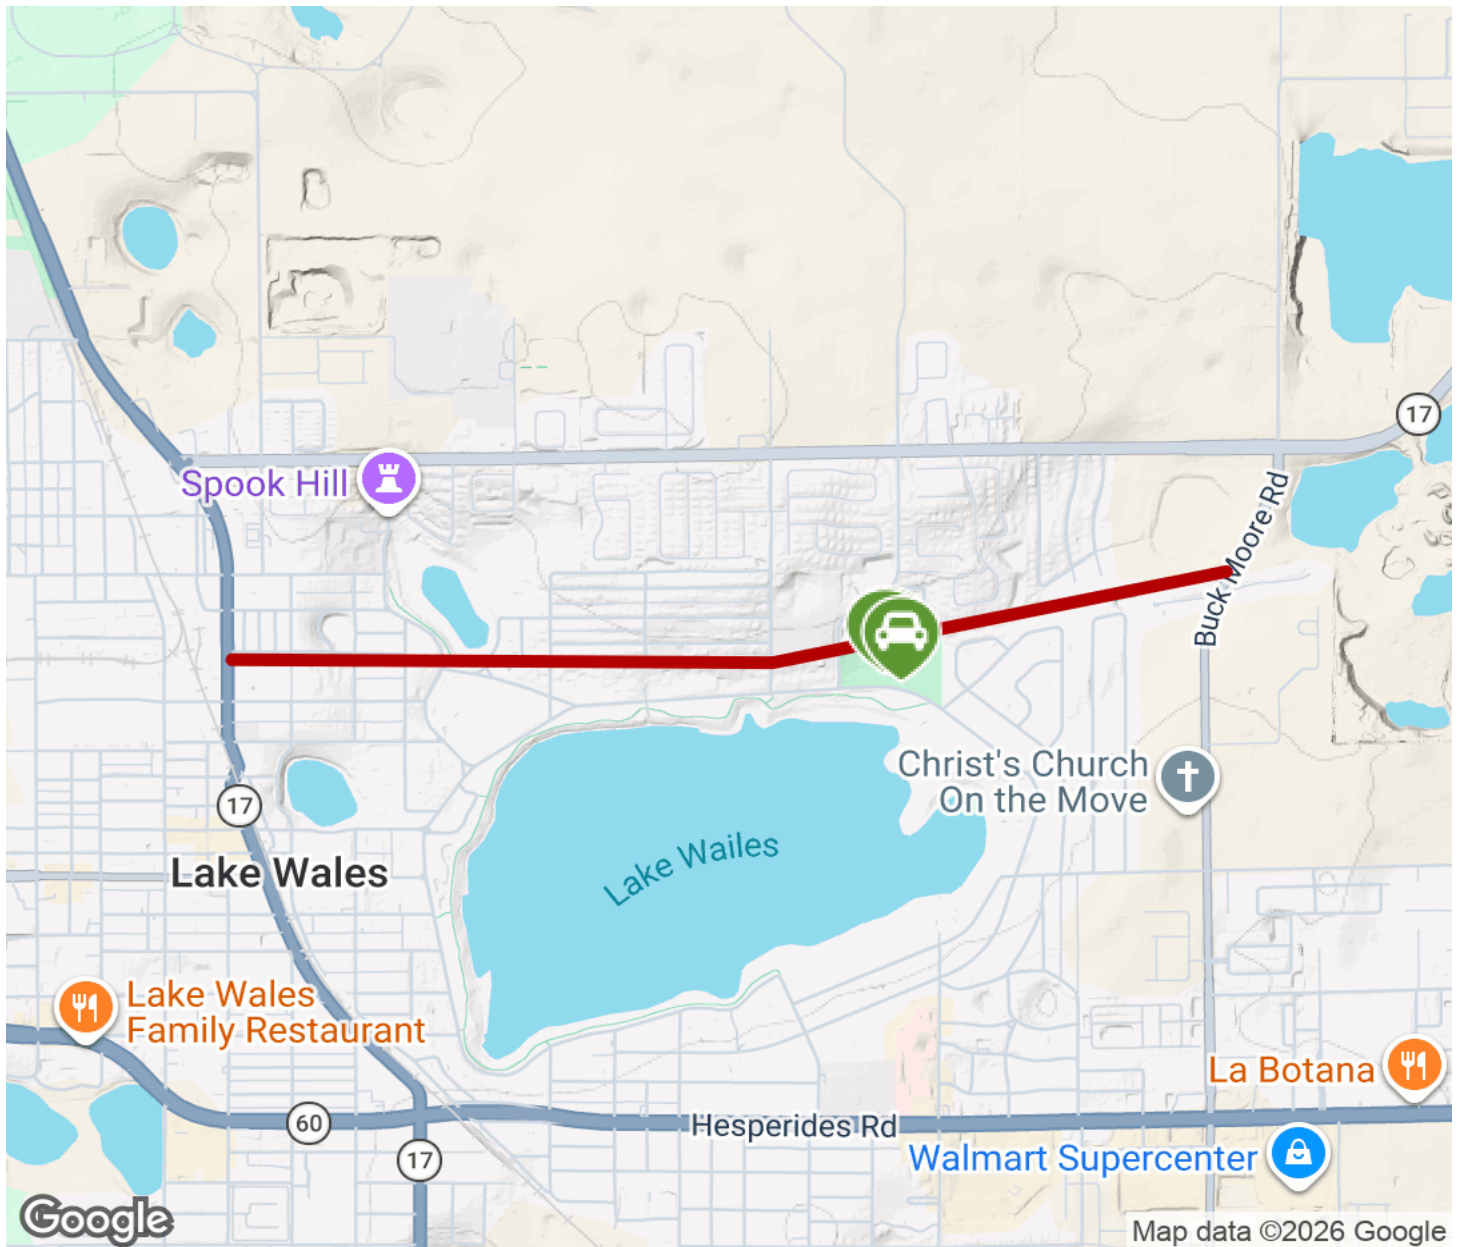 17
Spook Hill
Buck Moore Rd
Christ's Church
On the Move
17
Lake Wailes
Lake Wales
Lake Wales
Family Restaurant
La Botana
60
Hesperides Rd
17
Walmart Supercenter
Google
Map data ©2026 Google